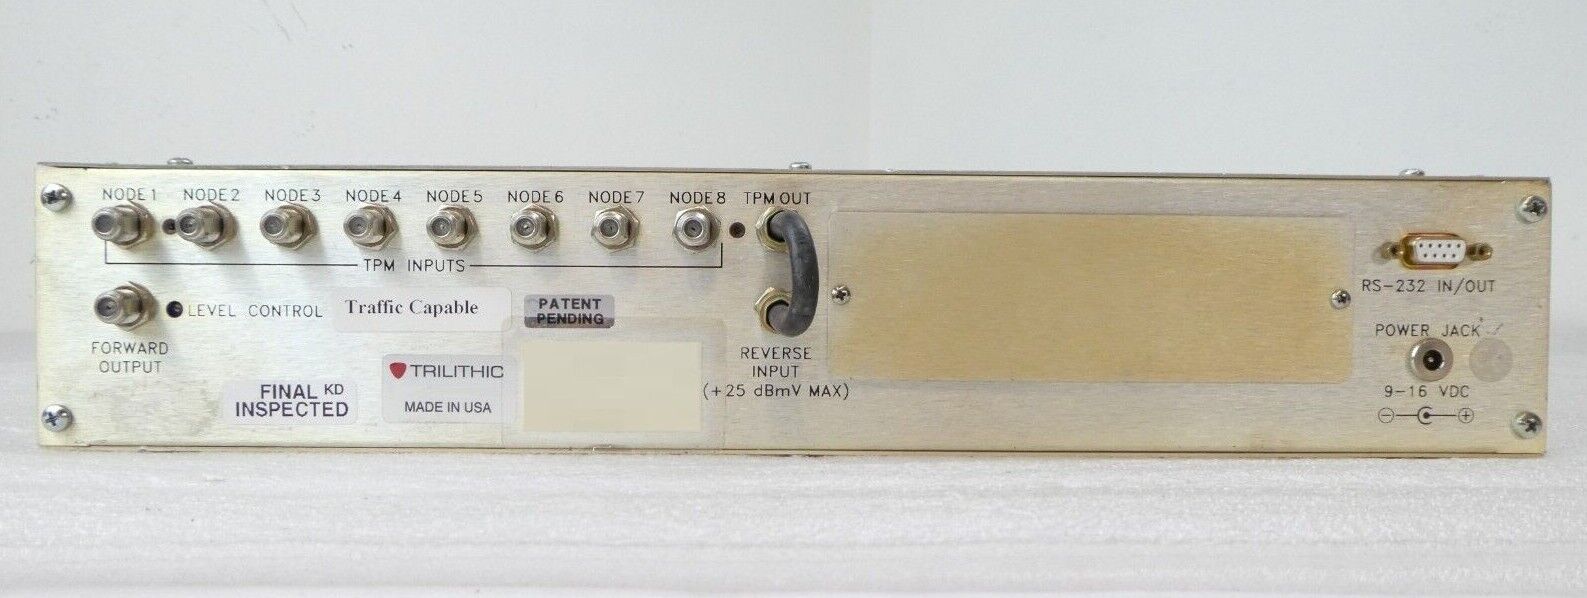 NODE 1 NODE 2 NODE 3 NODE 4 NODE 5 NODE 6 NODE 7 NODE 8 TPM OUT
TPM INPUTS
RS-232 IN/OUT
LEVEL CONTROL
Traffic Capable
PATENT
PENDING
FORWARD
OUTPUT
REVERSE
INPUT
(+25 dBmV MAX)
POWER JACK
9-16 VDC
TRILITHIC
MADE IN USA
FINAL KD
INSPECTED